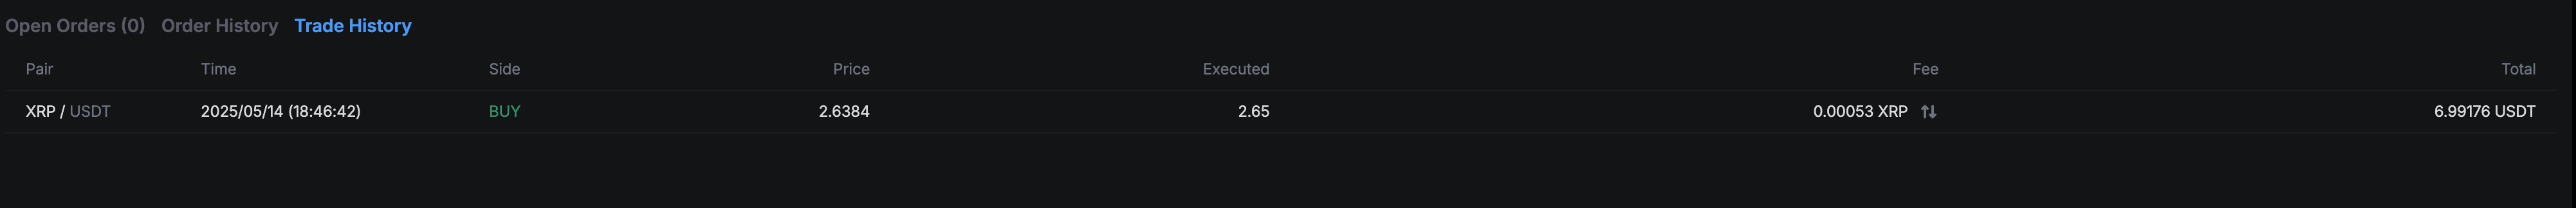 Open Orders (0) Order History Trade History
Pair Time Side Price Executed Fee Total
XRP / USDT 2025/05/14 (18:46:42) BUY 2.6384 2.65 0.00053 XRP 6.99176 USDT